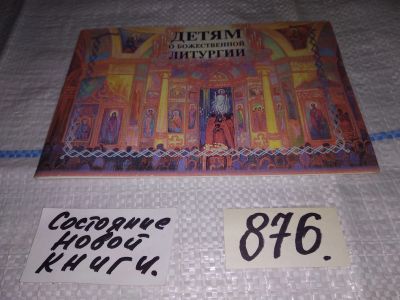 ДЕТЯМ
О БОЖЕСТВЕННОЙ
ЛИТУРГИИ
Состояние
новой
книги.
876.